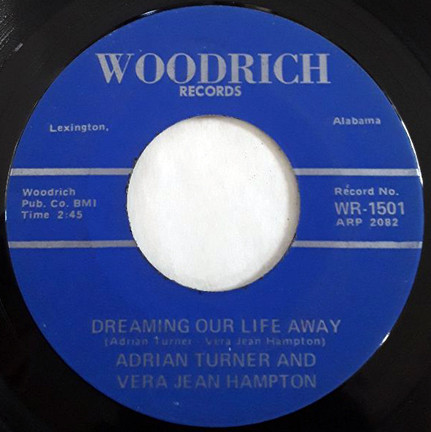 WOODRICH
RECORDS
Lexington,
Alabama
Woodrich
Pub. Co. BMI
Time 2:45
Record No.
WR-1501
ARP 2082
DREAMING OUR LIFE AWAY
(Adrian Turner - Vera Jean Hampton)
ADRIAN TURNER AND
VERA JEAN HAMPTON